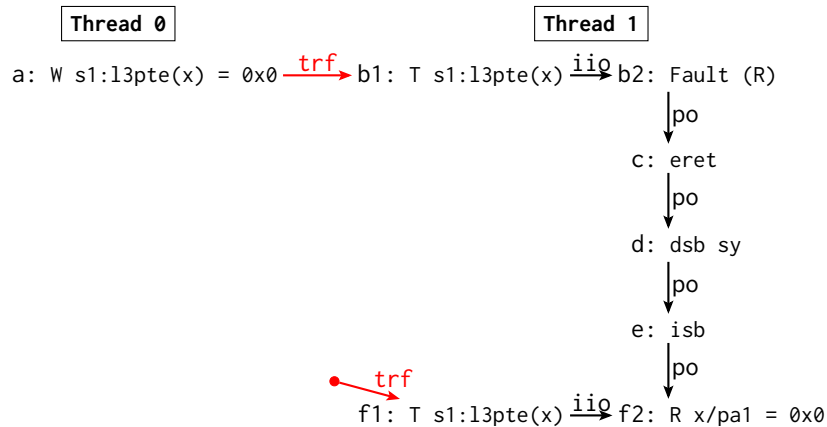 Thread 0 Thread 1
a: W s1:l3pte(x) = 0x0 trf b1: T s1:l3pte(x) iio b2: Fault (R)
po
c: eret
po
d: dsb sy
po
e: isb
po
trf
f1: T s1:l3pte(x) iio f2: R x/pa1 = 0x0